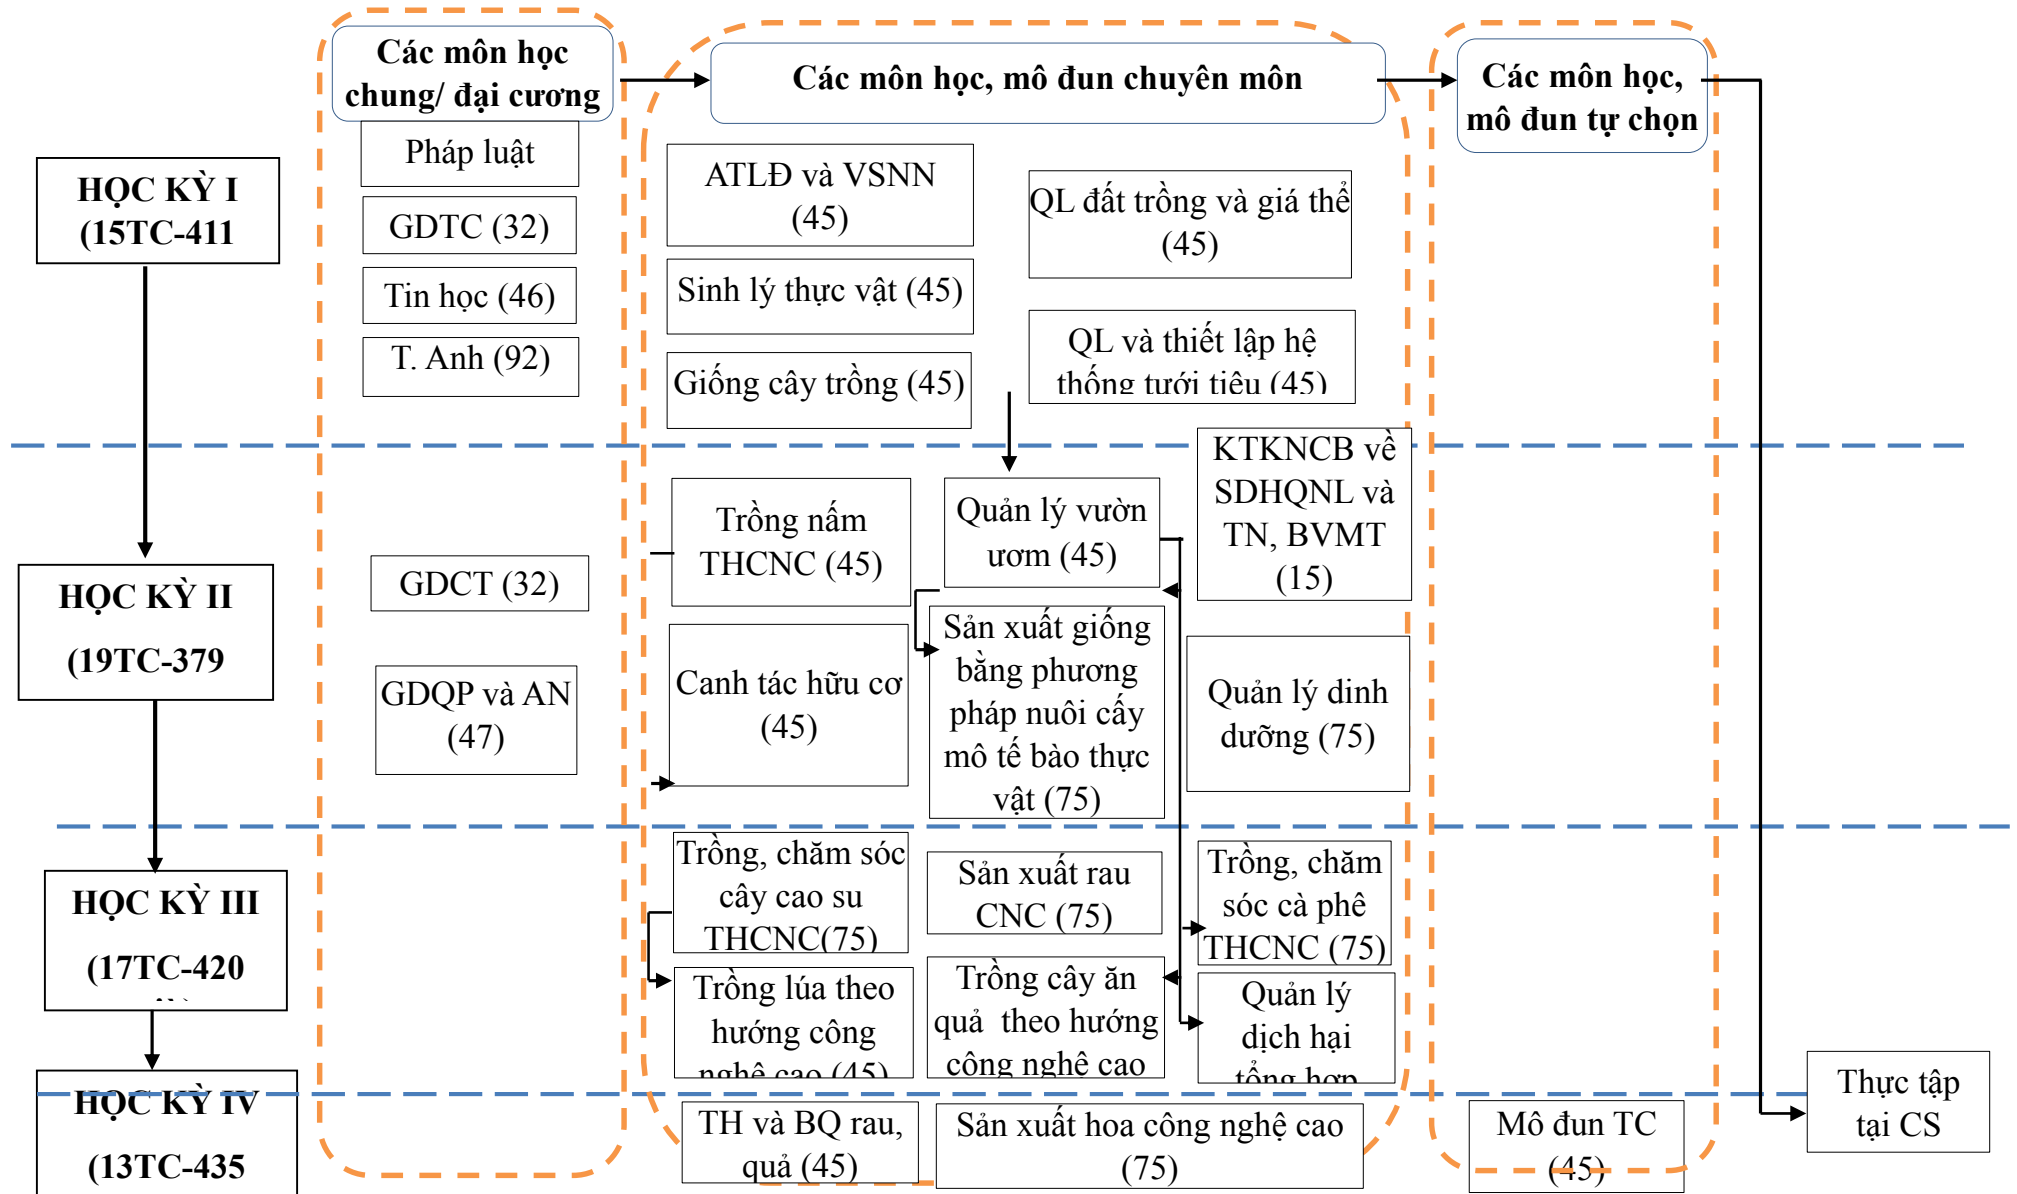 Các môn học
chung/ đại cương
Các môn học, mô đun chuyên môn
Các môn học,
mô đun tự chọn
HỌC KỲ I
(15TC-411
Pháp luật
GDTC (32)
Tin học (46)
T. Anh (92)
ATLĐ và VSNN
(45)
Sinh lý thực vật (45)
Giống cây trồng (45)
QL đất trồng và giá thể
(45)
QL và thiết lập hệ
thống tưới tiêu (45)
HỌC KỲ II
(19TC-379
GDCT (32)
GDQP và AN
(47)
Trồng nấm
THCNC (45)
Quản lý vườn
ươm (45)
KTKNCB về
SDHQNL và
TN, BVMT
(15)
Canh tác hữu cơ
(45)
Sản xuất giống
bằng phương
pháp nuôi cấy
mô tế bào thực
vật (75)
Quản lý dinh
dưỡng (75)
HỌC KỲ III
(17TC-420
Trồng, chăm sóc
cây cao su
THCNC(75)
Sản xuất rau
CNC (75)
Trồng, chăm
sóc cà phê
THCNC (75)
Trồng lúa theo
hướng công
nghệ cao (45)
Trồng cây ăn
quả theo hướng
công nghệ cao
Quản lý
dịch hại
tổng hợp
HỌC KỲ IV
(13TC-435
TH và BQ rau,
quả (45)
Sản xuất hoa công nghệ cao
(75)
Mô đun TC
(45)
Thực tập
tại CS